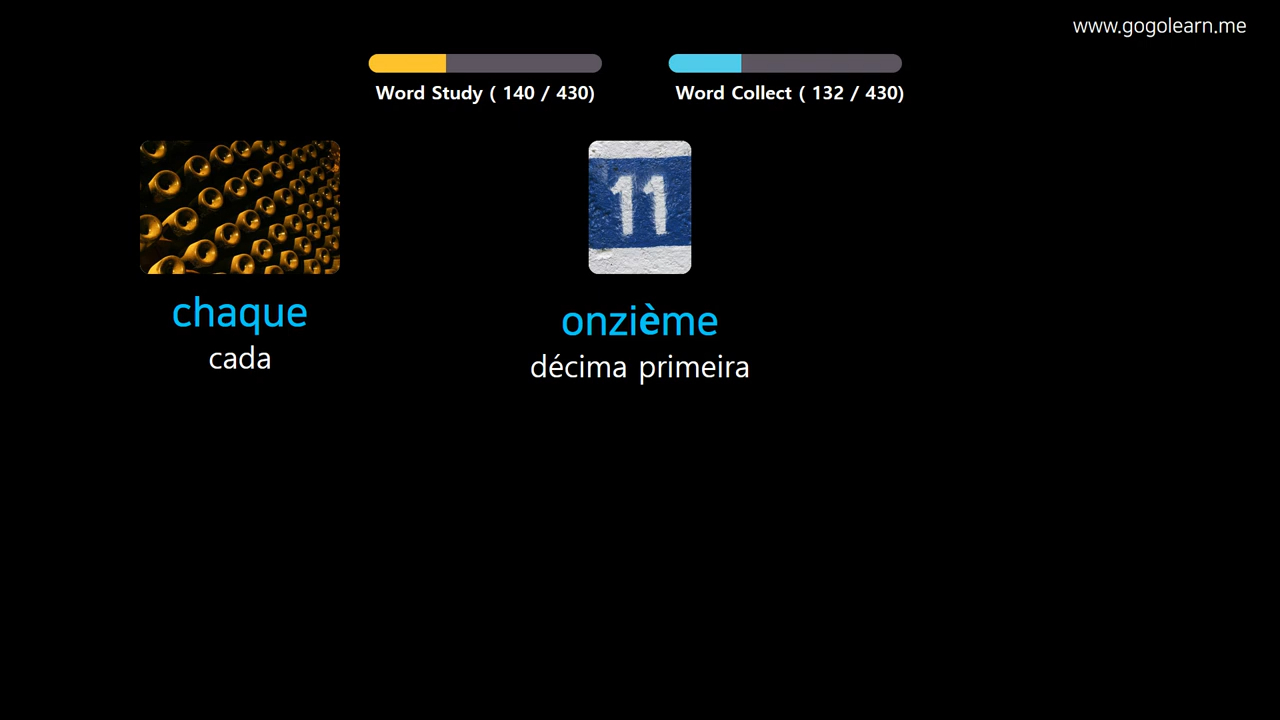 www.gogolearn.me
Word Study ( 140 / 430)
Word Collect ( 132 / 430)
11
chaque
cada
onzième
décima primeira